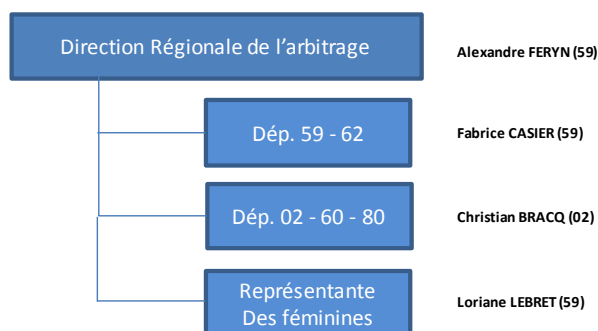 Direction Régionale de l'arbitrage
Alexandre FERYN (59)
Dép. 59 - 62
Fabrice CASIER (59)
Dép. 02 - 60 - 80
Christian BRACQ (02)
Représentante
Des féminines
Loriane LEBRET (59)